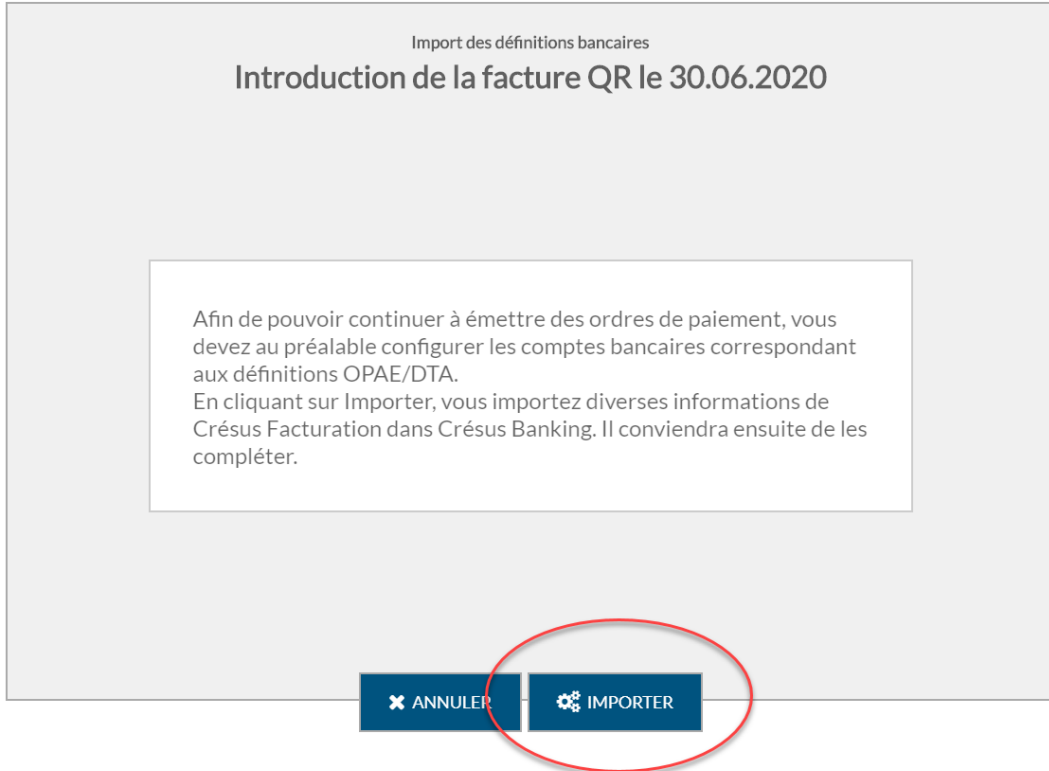 Import des définitions bancaires
Introduction de la facture QR le 30.06.2020
Afin de pouvoir continuer à émettre des ordres de paiement, vous
devez au préalable configurer les comptes bancaires correspondant
aux définitions OPAE/DTA.
En cliquant sur Importer, vous importez diverses informations de
Crésus Facturation dans Crésus Banking. Il conviendra ensuite de les
compléter.
ANNULER
IMPORTER